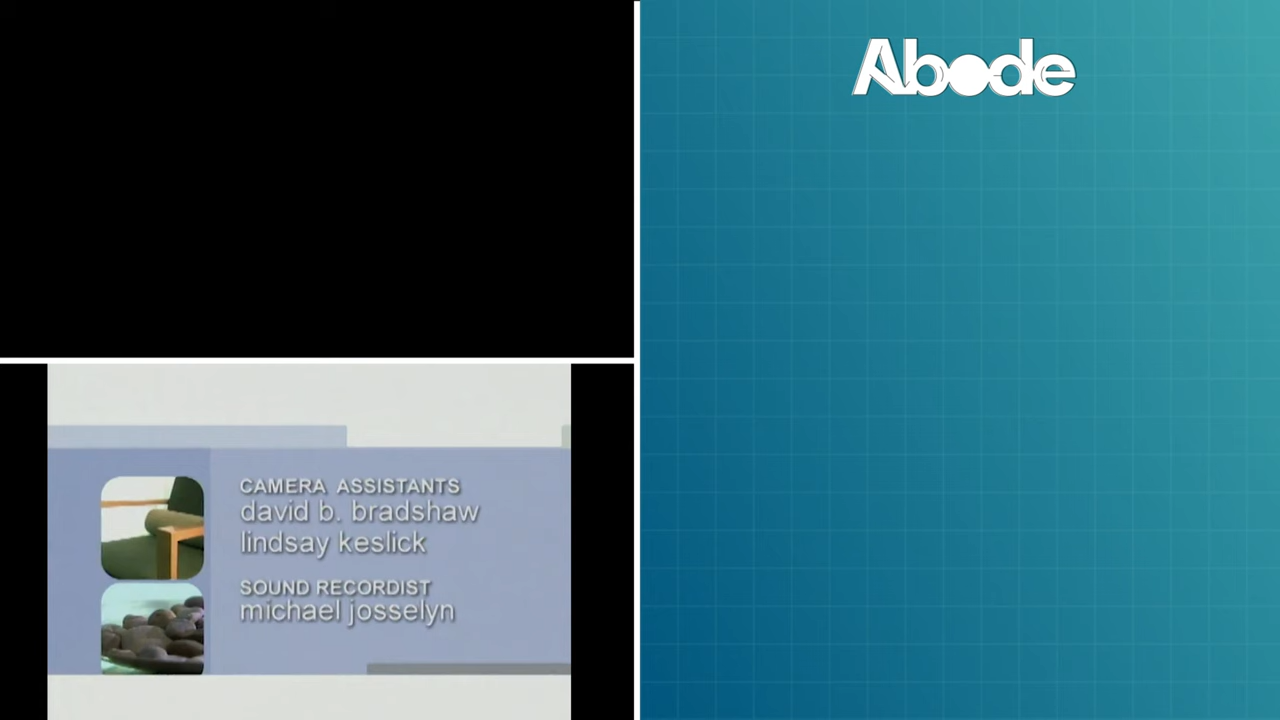 Abode
CAMERA ASSISTANTS
david b. bradshaw
lindsay keslick
SOUND RECORDIST
michael josselyn